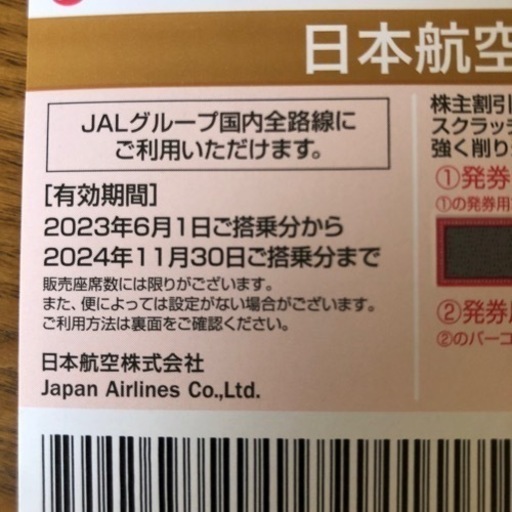 日本航空
JALグループ国内全路線に
ご利用いただけます。
[有効期間]
2023年6月1日ご搭乗分から
2024年11月30日ご搭乗分まで
販売座席数には限りがございます。
また、便によっては設定がない場合がございます。
ご利用方法は裏面をご確認ください。
日本航空株式会社
Japan Airlines Co.,Ltd.
株主割引
スクラッチ
強く削り
①発券
①の発券用
②発券
②のバーコ